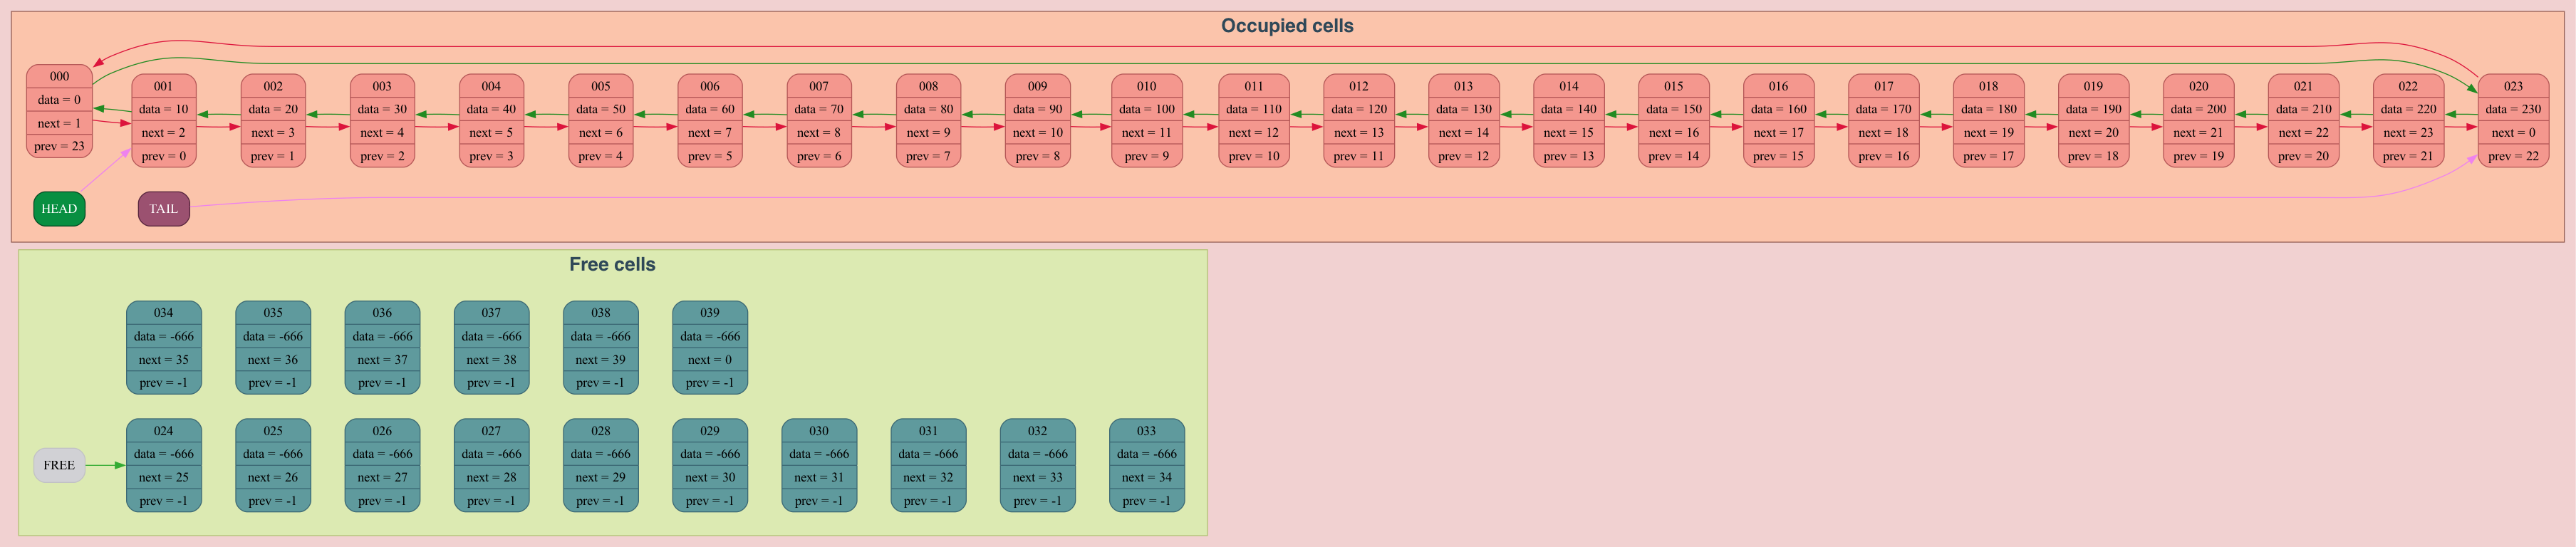 Occupied cells
000
data = 0
next = 1
prev = 23
001
data = 10
next = 2
prev = 0
002
data = 20
next = 3
prev = 1
003
data = 30
next = 4
prev = 2
004
data = 40
next = 5
prev = 3
005
data = 50
next = 6
prev = 4
006
data = 60
next = 7
prev = 5
007
data = 70
next = 8
prev = 6
008
data = 80
next = 9
prev = 7
009
data = 90
next = 10
prev = 8
010
data = 100
next = 11
prev = 9
011
data = 110
next = 12
prev = 10
012
data = 120
next = 13
prev = 11
013
data = 130
next = 14
prev = 12
014
data = 140
next = 15
prev = 13
015
data = 150
next = 16
prev = 14
016
data = 160
next = 17
prev = 15
017
data = 170
next = 18
prev = 16
018
data = 180
next = 19
prev = 17
019
data = 190
next = 20
prev = 18
020
data = 200
next = 21
prev = 19
021
data = 210
next = 22
prev = 20
022
data = 220
next = 23
prev = 21
023
data = 230
next = 0
prev = 22
HEAD
TAIL
Free cells
034
data = -666
next = 35
prev = -1
035
data = -666
next = 36
prev = -1
036
data = -666
next = 37
prev = -1
037
data = -666
next = 38
prev = -1
038
data = -666
next = 39
prev = -1
039
data = -666
next = 0
prev = -1
FREE
024
data = -666
next = 25
prev = -1
025
data = -666
next = 26
prev = -1
026
data = -666
next = 27
prev = -1
027
data = -666
next = 28
prev = -1
028
data = -666
next = 29
prev = -1
029
data = -666
next = 30
prev = -1
030
data = -666
next = 31
prev = -1
031
data = -666
next = 32
prev = -1
032
data = -666
next = 33
prev = -1
033
data = -666
next = 34
prev = -1